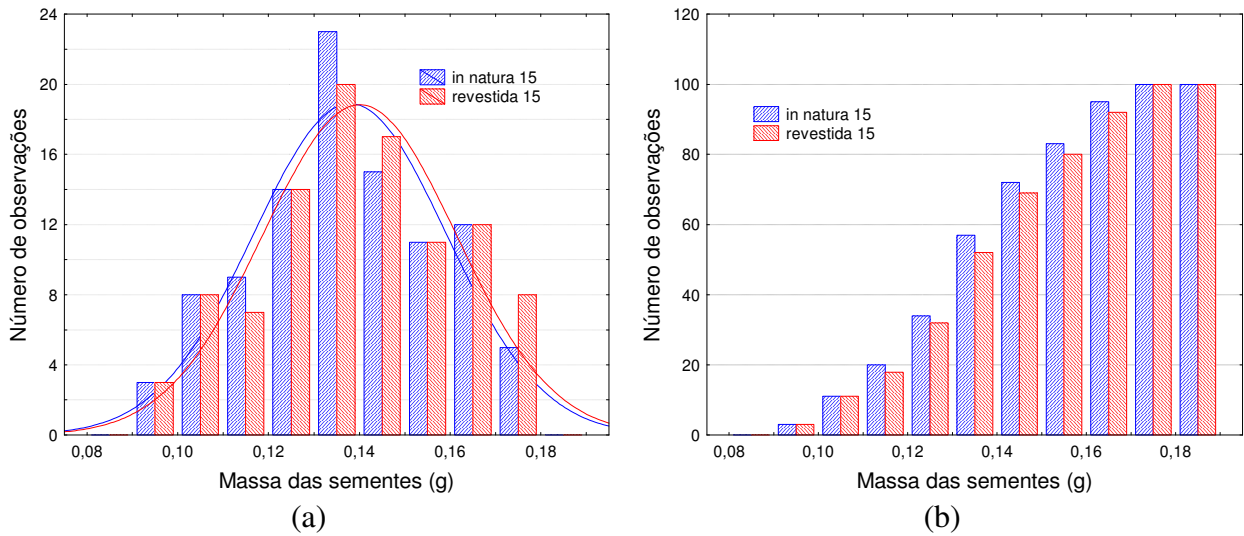 24
20
16
12
8
4
0
Número de observações
in natura 15
revestida 15
0,08 0,10 0,12 0,14 0,16 0,18
Massa das sementes (g)
(a)
120
100
80
60
40
20
0
Número de observações
in natura 15
revestida 15
0,08 0,10 0,12 0,14 0,16 0,18
Massa das sementes (g)
(b)